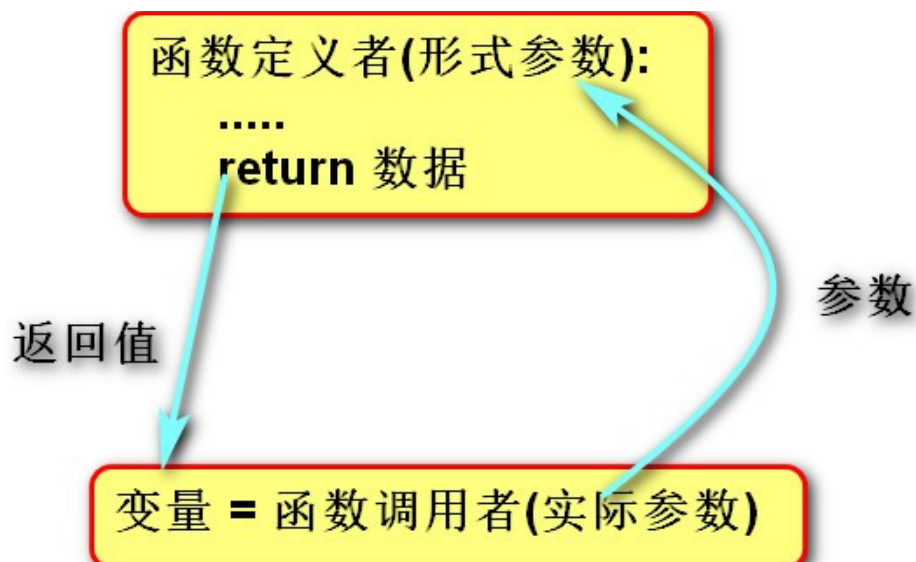 函数定义者(形式参数):
.....
return 数据
参数
返回值
变量 = 函数调用者(实际参数)